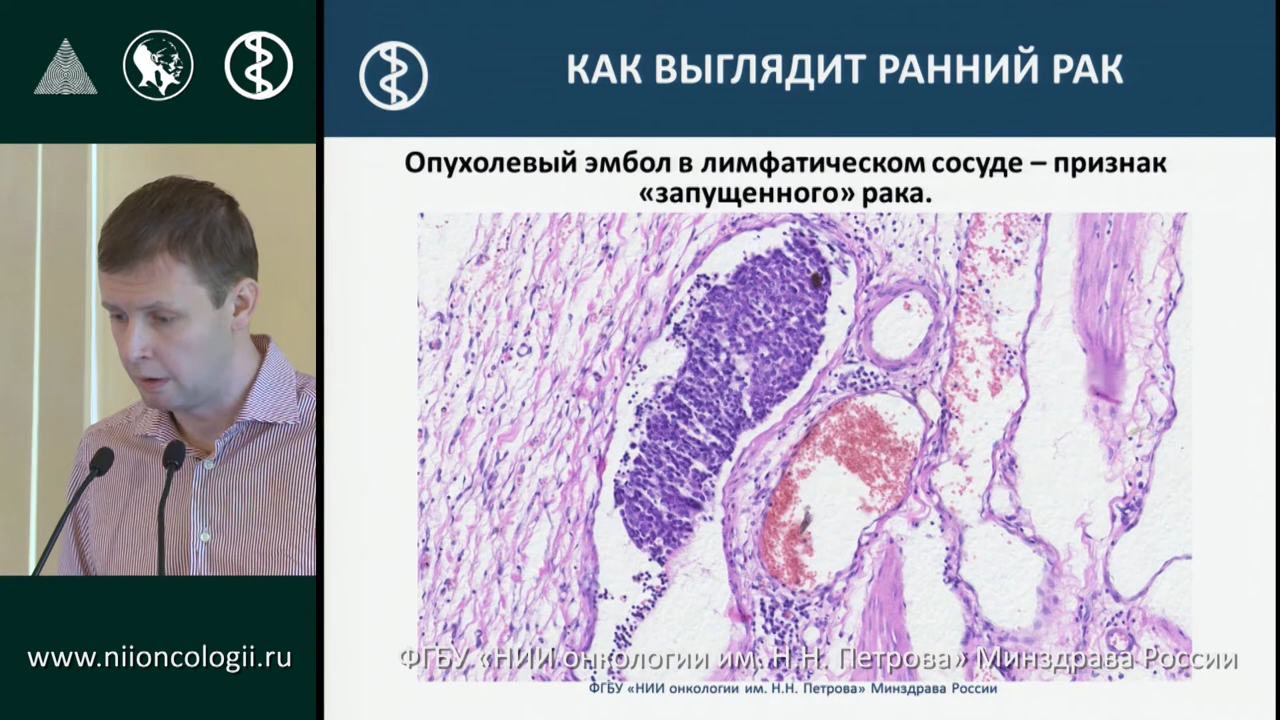 КАК ВЫГЛЯДИТ РАННИЙ РАК
Опухолевый эмбол в лимфатическом сосуде – признак
«запущенного» рака.
www.niioncologii.ru
ФГБУ «НИИ онкологии им. Н.Н. Петрова» Минздрава России
ФГБУ «НИИ онкологии им. Н.Н. Петрова» Минздрава России